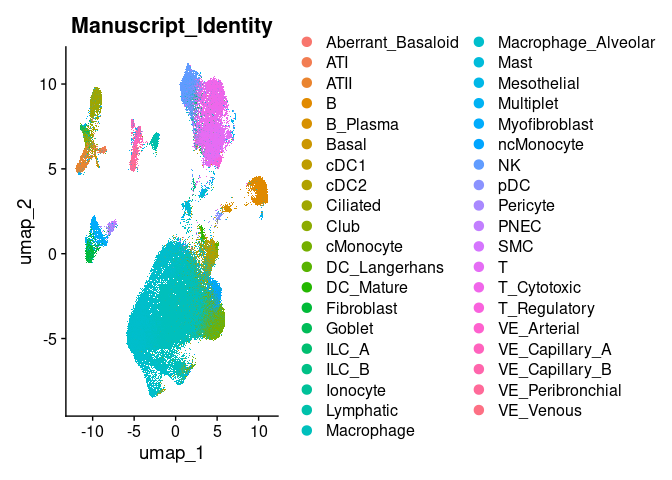 Manuscript_Identity
umap_2
10
5
0
-5
-10
-5
0
5
10
umap_1
Aberrant_Basaloid
ATI
ATII
B
B_Plasma
Basal
cDC1
cDC2
Ciliated
Club
cMonocyte
DC_Langerhans
DC_Mature
Fibroblast
Goblet
ILC_A
ILC_B
Ionocyte
Lymphatic
Macrophage
Macrophage_Alveolar
Mast
Mesothelial
Multiplet
Myofibroblast
ncMonocyte
NK
pDC
Pericyte
PNEC
SMC
T
T_Cytotoxic
T_Regulatory
VE_Arterial
VE_Capillary_A
VE_Capillary_B
VE_Peribronchial
VE_Venous